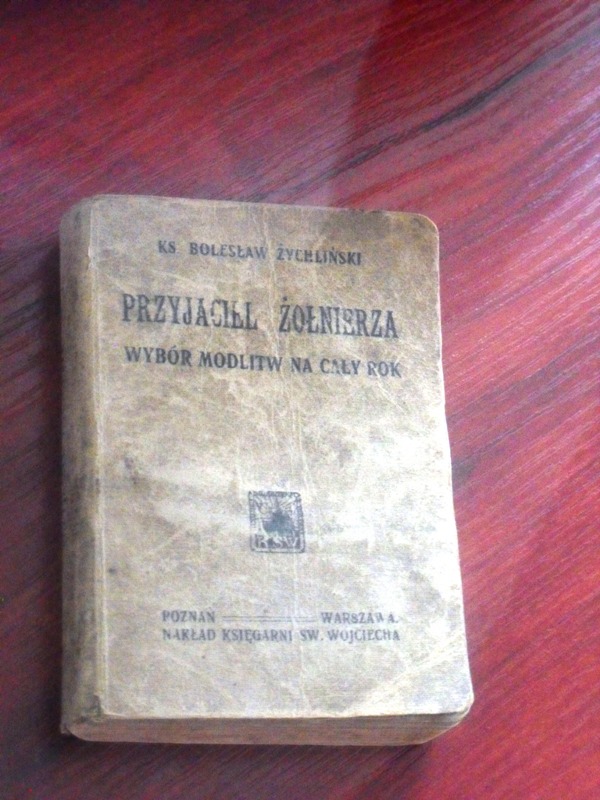 KS. BOLESŁAW ŻYCHLIŃSKI
PRZYJACIEL ŻOŁNIERZA
WYBÓR MODLITW NA CAŁY ROK
K.S.W.
POZNAŃ WARSZAWA.
NAKŁAD KSIĘGARNI ŚW. WOJCIECHA